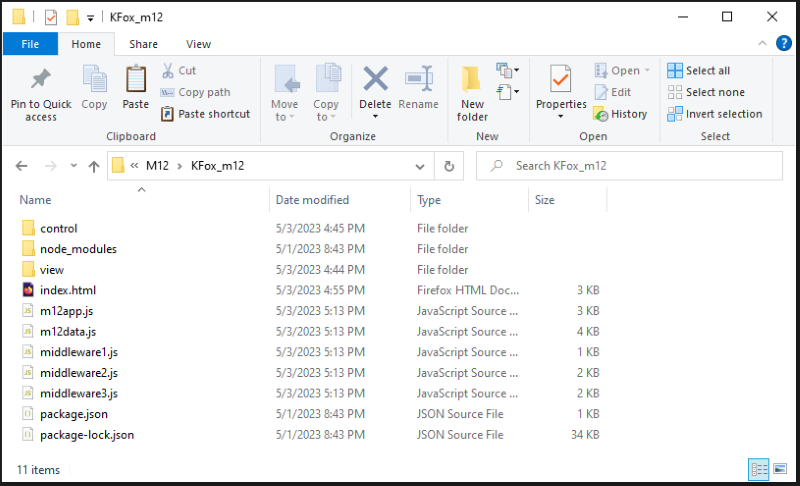 KFox_m12
File Home Share View
Pin to Quick access
Copy
Paste
Cut
Copy path
Paste shortcut
Clipboard
Move to
Copy to
Delete
Rename
Organize
New folder
New
Properties
Open
Edit
History
Open
Select all
Select none
Invert selection
Select
« M12 › KFox_m12
Search KFox_m12
Name Date modified Type Size
control 5/3/2023 4:45 PM File folder
node_modules 5/1/2023 8:43 PM File folder
view 5/3/2023 4:44 PM File folder
index.html 5/3/2023 4:55 PM Firefox HTML Doc... 3 KB
m12app.js 5/3/2023 5:13 PM JavaScript Source ... 3 KB
m12data.js 5/3/2023 5:13 PM JavaScript Source ... 4 KB
middleware1.js 5/3/2023 5:13 PM JavaScript Source ... 1 KB
middleware2.js 5/3/2023 5:13 PM JavaScript Source ... 2 KB
middleware3.js 5/3/2023 5:13 PM JavaScript Source ... 2 KB
package.json 5/1/2023 8:43 PM JSON Source File 1 KB
package-lock.json 5/1/2023 8:43 PM JSON Source File 34 KB
11 items